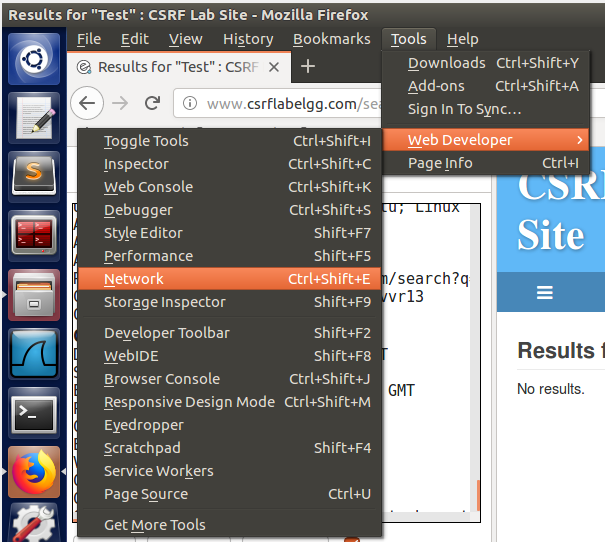 Results for "Test" : CSRF Lab Site - Mozilla Firefox
File Edit View History Bookmarks Tools Help
Results for "Test" : CSRF
Downloads Ctrl+Shift+Y
Add-ons Ctrl+Shift+A
Sign In To Sync…
Web Developer
Page Info Ctrl+I
www.csrflabelgg.com/sea
Toggle Tools Ctrl+Shift+I
Inspector Ctrl+Shift+C
Web Console Ctrl+Shift+K
Debugger Ctrl+Shift+S
Style Editor Shift+F7
Performance Shift+F5
Network Ctrl+Shift+E
Storage Inspector Shift+F9
Developer Toolbar Shift+F2
WebIDE Shift+F8
Browser Console Ctrl+Shift+J
Responsive Design Mode Ctrl+Shift+M
Eyedropper
Scratchpad Shift+F4
Service Workers
Page Source Ctrl+U
Get More Tools
tu; Linux
m/search?q
vvr13
T
GMT
CSRF
Site
Results f
No results.